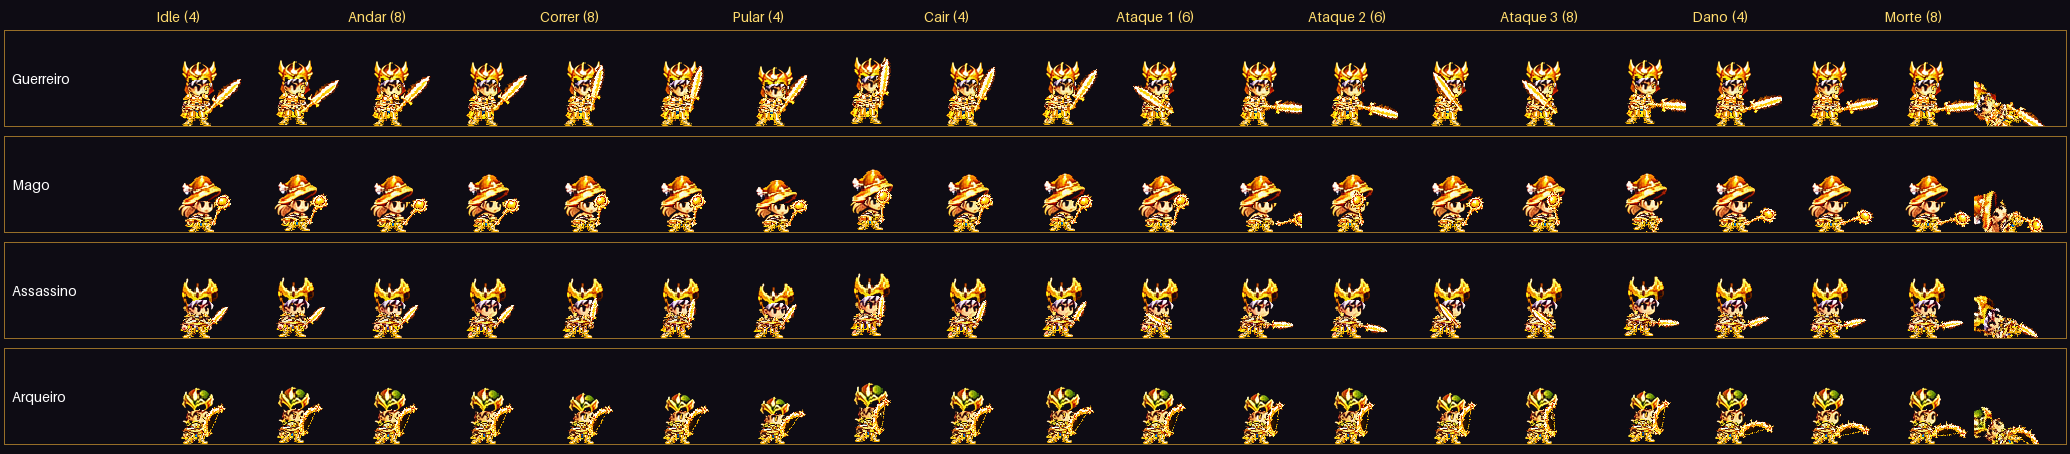 Idle (4) Andar (8) Correr (8) Pular (4) Cair (4) Ataque 1 (6) Ataque 2 (6) Ataque 3 (8) Dano (4) Morte (8)
Guerreiro
Mago
Assassino
Arqueiro